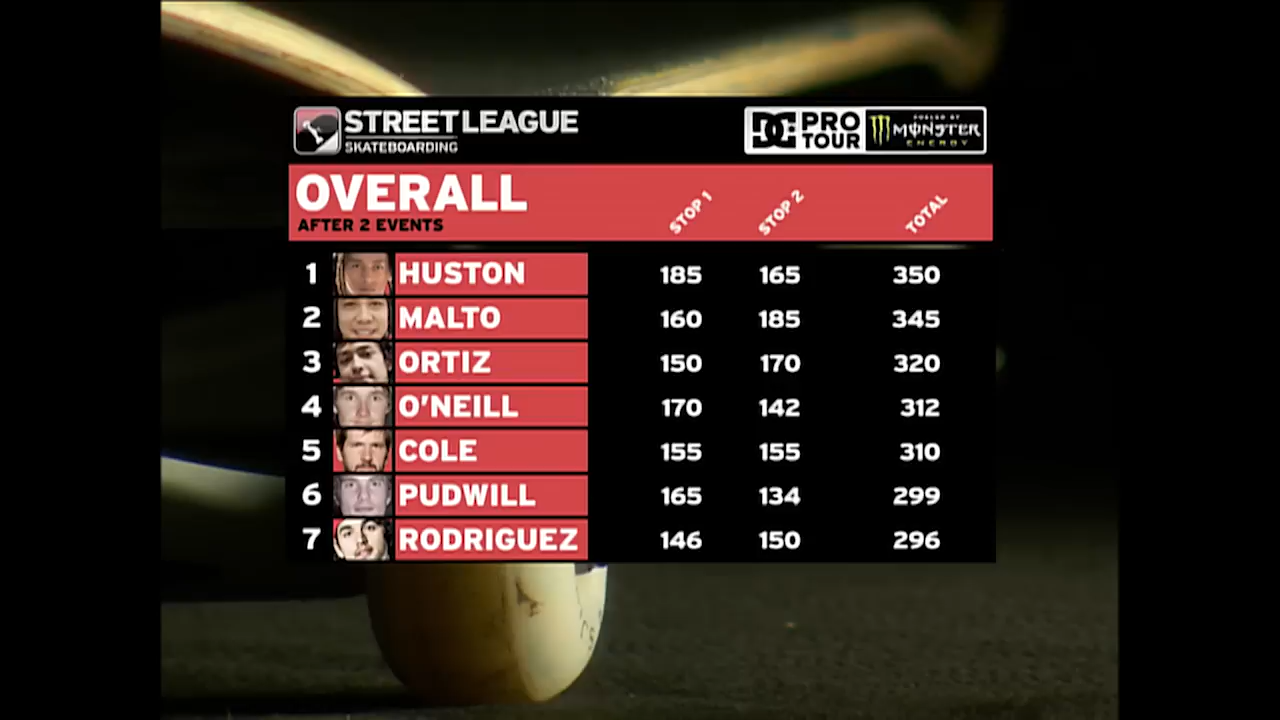 STREET LEAGUE
SKATEBOARDING
DC PRO TOUR
POWERED BY
MONSTER
ENERGY
OVERALL
AFTER 2 EVENTS
STOP 1 STOP 2 TOTAL
1 HUSTON 185 165 350
2 MALTO 160 185 345
3 ORTIZ 150 170 320
4 O'NEILL 170 142 312
5 COLE 155 155 310
6 PUDWILL 165 134 299
7 RODRIGUEZ 146 150 296